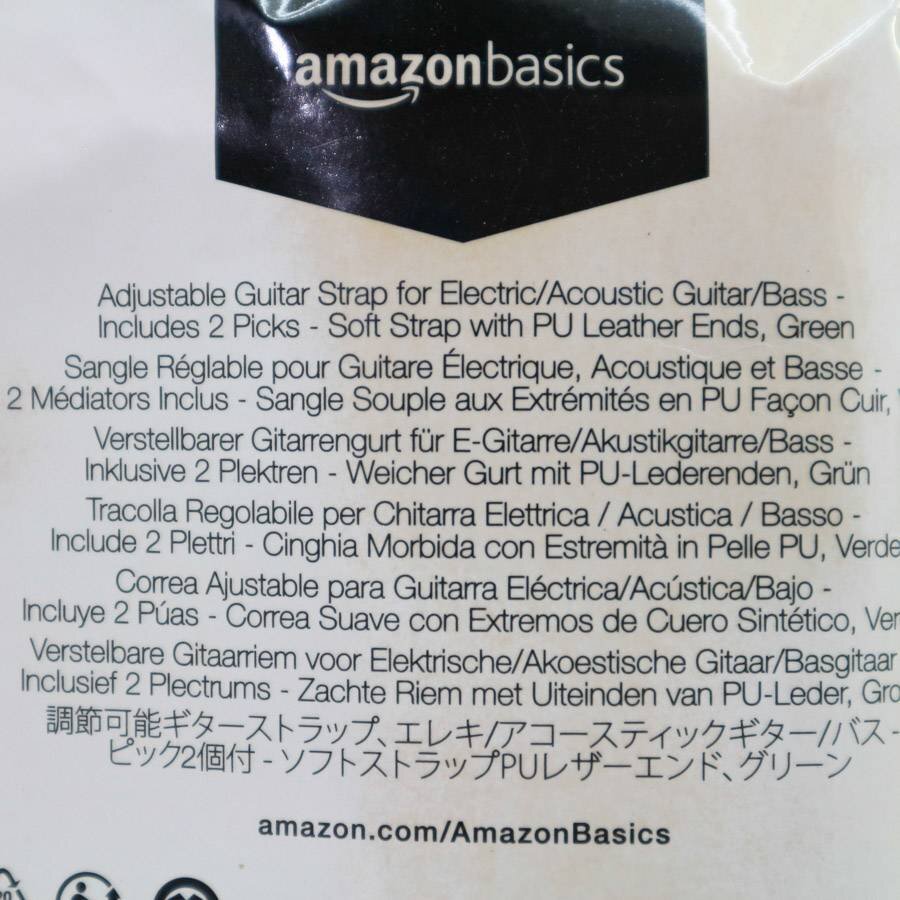 amazonbasics
Adjustable Guitar Strap for Electric/Acoustic Guitar/Bass -
Includes 2 Picks - Soft Strap with PU Leather Ends, Green
Sangle Réglable pour Guitare Électrique, Acoustique et Basse -
2 Médiators Inclus - Sangle Souple aux Extrémités en PU Façon Cuir,
Verstellbarer Gitarrengurt für E-Gitarre/Akustikgitarre/Bass -
Inklusive 2 Plektren - Weicher Gurt mit PU-Lederenden, Grün
Tracolla Regolabile per Chitarra Elettrica / Acustica / Basso -
Include 2 Plettri - Cinghia Morbida con Estremità in Pelle PU, Verde
Correa Ajustable para Guitarra Eléctrica/Acústica/Bajo -
Incluye 2 Púas - Correa Suave con Extremos de Cuero Sintético, Ver
Verstelbare Gitaarriem voor Elektrische/Akoestische Gitaar/Basgitaar
Inclusief 2 Plectrums - Zachte Riem met Uiteinden van PU-Leder, Gro
調節可能ギターストラップ、エレキ/アコースティックギター/バス -
ピック2個付 - ソフトストラップPUレザーエンド、グリーン
amazon.com/AmazonBasics